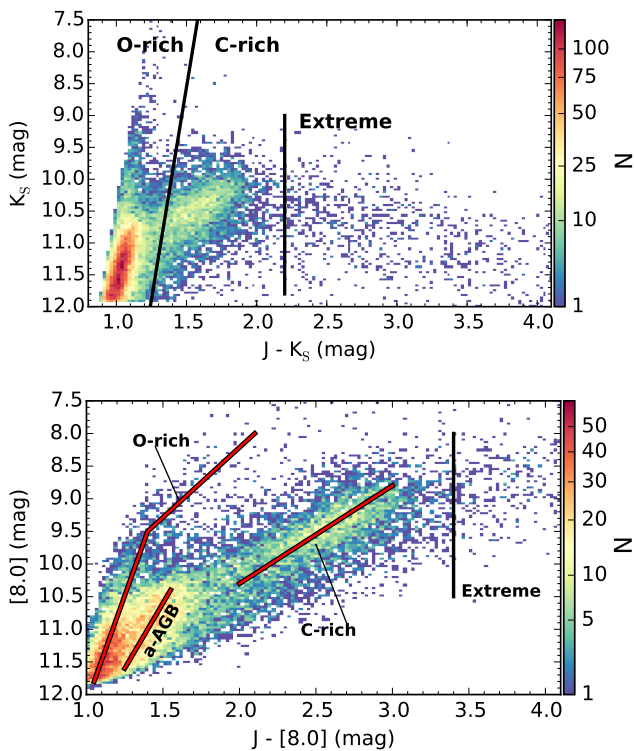 7.5
8.0
8.5
9.0
9.5
10.0
10.5
11.0
11.5
12.0
K_S (mag)
O-rich
C-rich
Extreme
1.0 1.5 2.0 2.5 3.0 3.5 4.0
J - K_S (mag)
100
75
50
25
10
1
N
7.5
8.0
8.5
9.0
9.5
10.0
10.5
11.0
11.5
12.0
[8.0] (mag)
O-rich
a-AGB
C-rich
Extreme
1.0 1.5 2.0 2.5 3.0 3.5 4.0
J - [8.0] (mag)
50
40
30
20
10
5
1
N